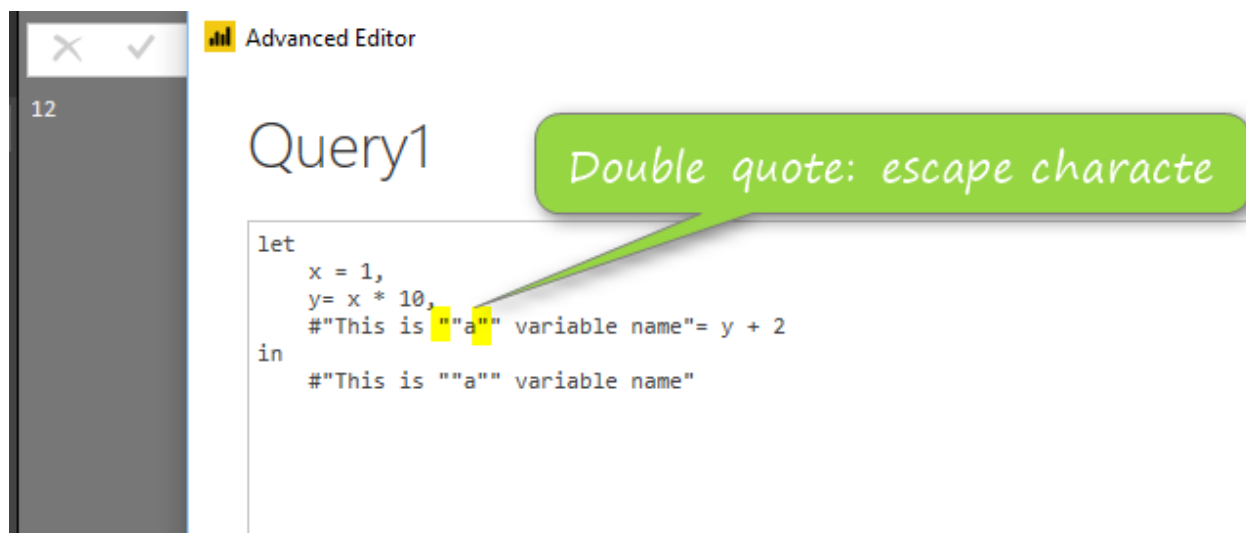 Advanced Editor
12
Query1
Double quote: escape characte
let
x = 1,
y= x * 10,
#"This is ""a"" variable name"= y + 2
in
#"This is ""a"" variable name"